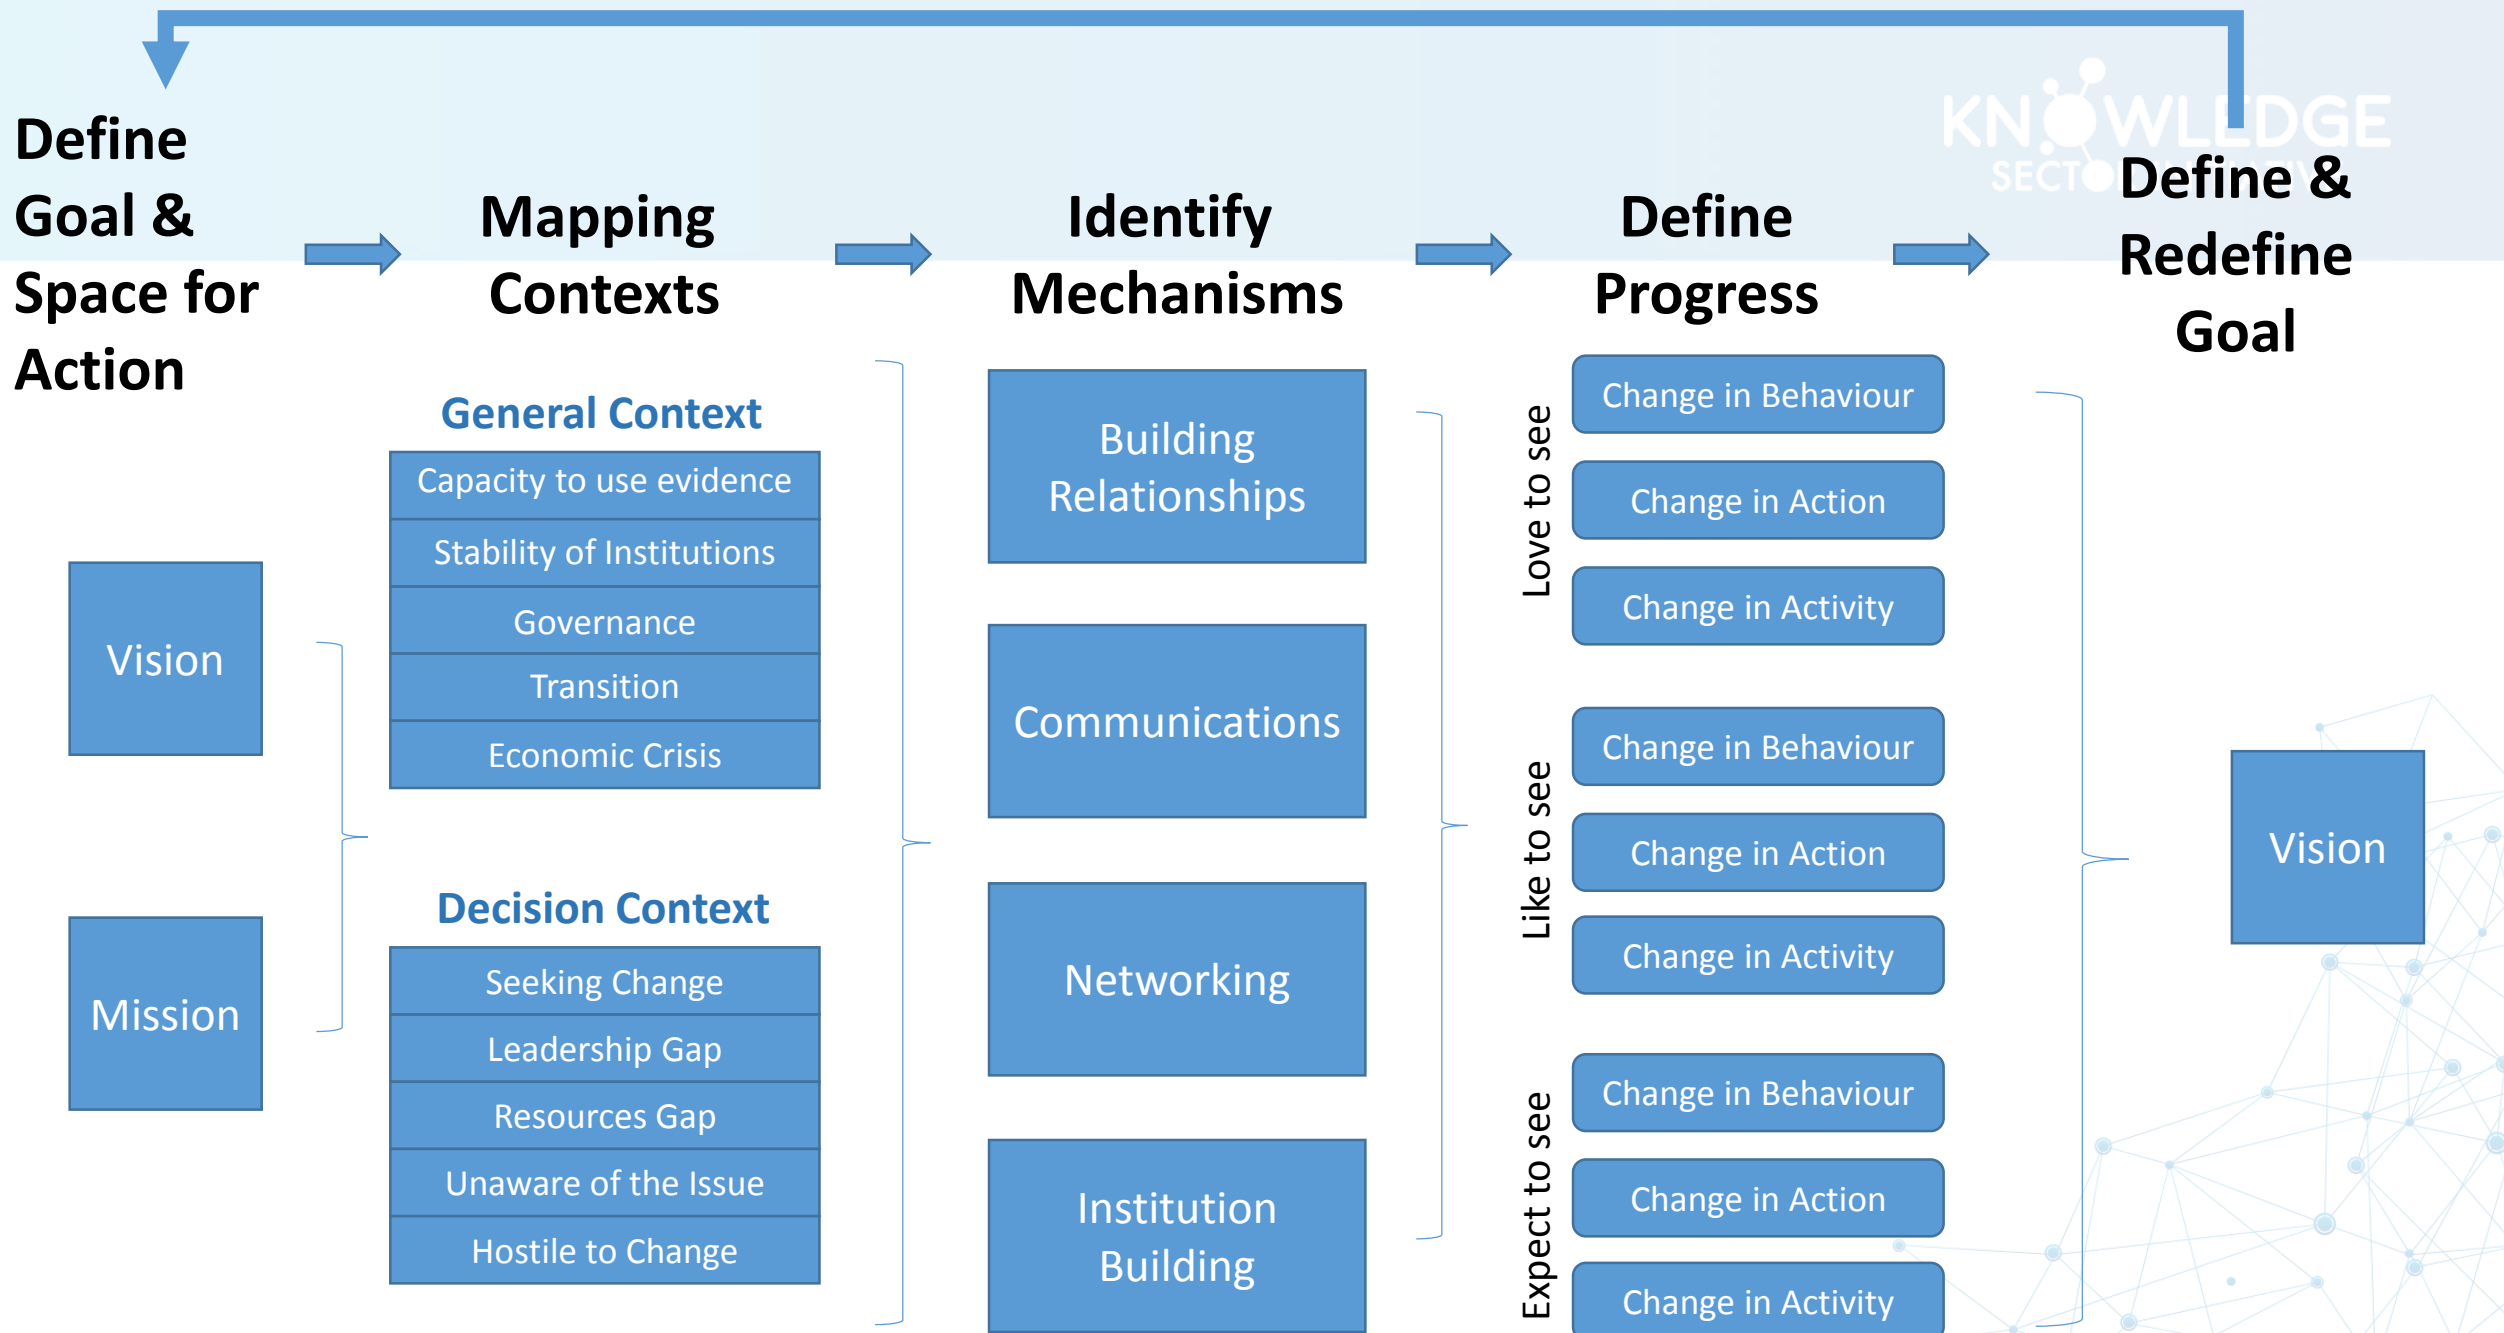 KNOWLEDGE
Define
Goal &
Space for
Action
Mapping
Contexts
Identify
Mechanisms
Define
Progress
Define &
Redefine
Goal
Vision
Mission
General Context
Capacity to use evidence
Stability of Institutions
Governance
Transition
Economic Crisis
Decision Context
Seeking Change
Leadership Gap
Resources Gap
Unaware of the Issue
Hostile to Change
Building
Relationships
Communications
Networking
Institution
Building
Love to see
Change in Behaviour
Change in Action
Change in Activity
Like to see
Change in Behaviour
Change in Action
Change in Activity
Expect to see
Change in Behaviour
Change in Action
Change in Activity
Vision